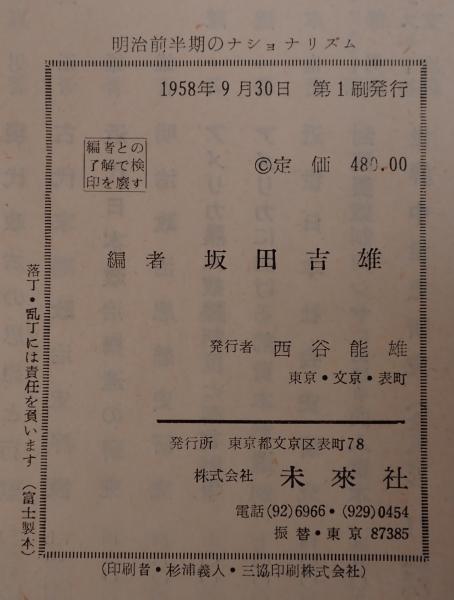 明治前半期のナショナリズム
1958年9月30日 第1刷発行
編者との
了解で検
印を廃す
©定価 480.00
編者 坂田吉雄
発行者 西谷能雄
東京・文京・表町
発行所 東京都文京区表町78
株式会社 未來社
電話(92)6966・(929)0454
振替・東京 87385
(印刷者・杉浦義人・三協印刷株式会社)
落丁・乱丁には責任を負います (富士製本)